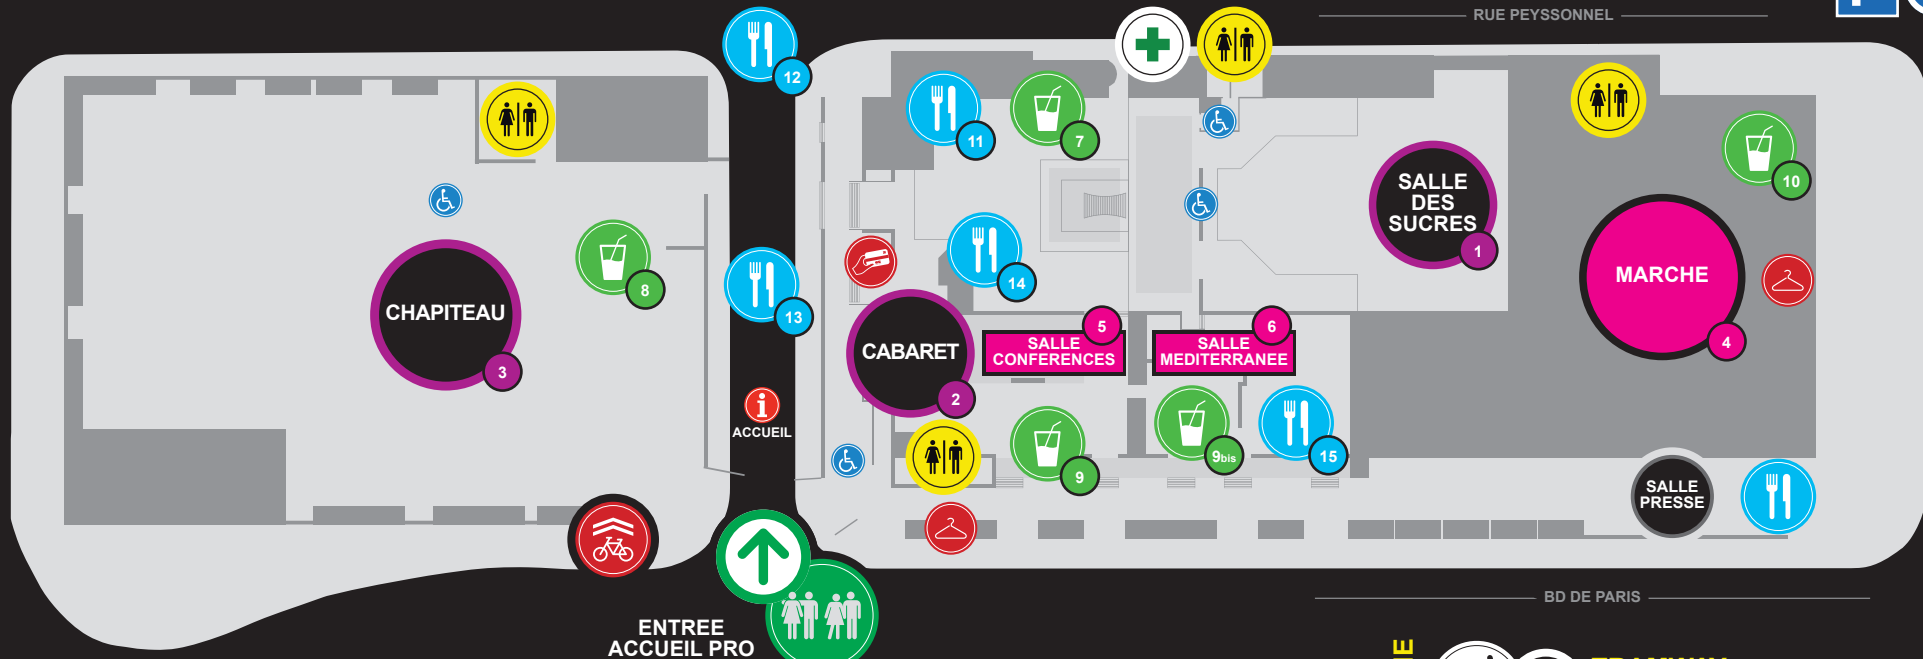 RUE PEYSSONNEL
12
11
7
10
SALLE
DES
SUCRES
1
14
8
13
CHAPITEAU
3
MARCHE
4
CABARET
2
5
SALLE
CONFERENCES
6
SALLE
MEDITERRANEE
i
ACCUEIL
9
9bis
15
SALLE
PRESSE
BD DE PARIS
ENTREE
ACCUEIL PRO